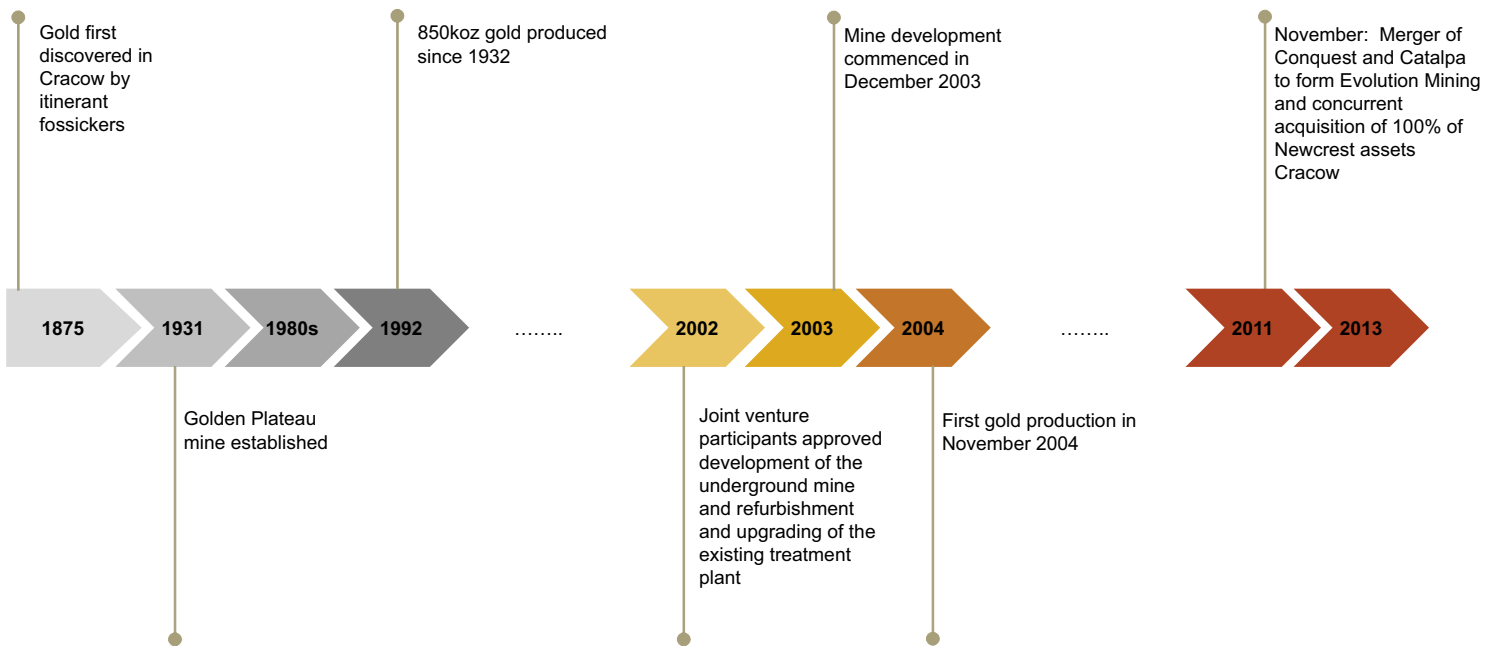 Gold first
discovered in
Cracow by
itinerant
fossickers
850koz gold produced
since 1932
Mine development
commenced in
December 2003
November:  Merger of
Conquest and Catalpa
to form Evolution Mining
and concurrent
acquisition of 100% of
Newcrest assets
Cracow
1875
1931
1980s
1992
........
2002
2003
2004
........
2011
2013
Golden Plateau
mine established
Joint venture
participants approved
development of the
underground mine
and refurbishment
and upgrading of the
existing treatment
plant
First gold production in
November 2004